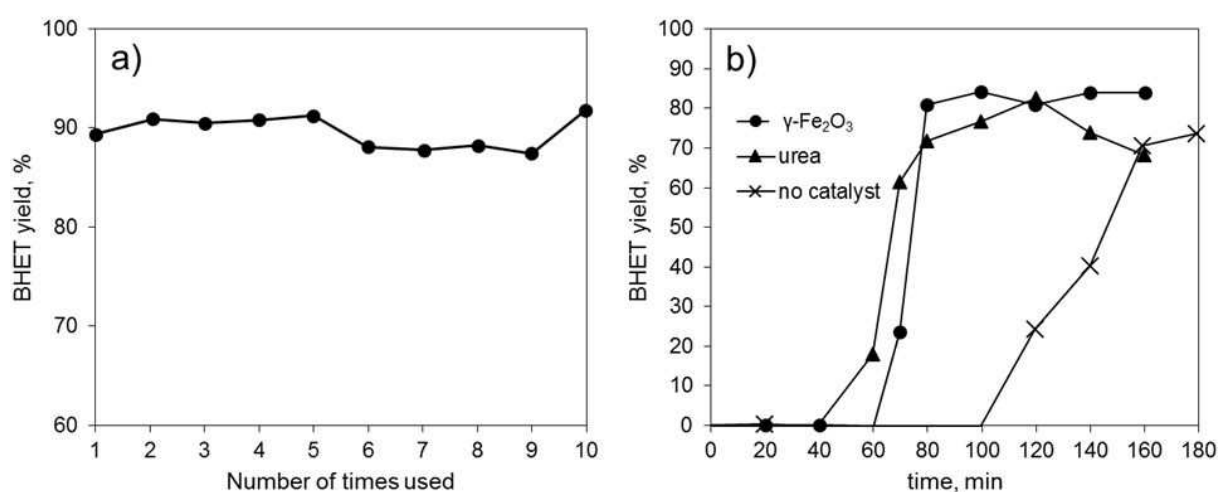 a)
BHET yield, %
100
90
80
70
60
1 2 3 4 5 6 7 8 9 10
Number of times used
b)
BHET yield, %
100
90
80
70
60
50
40
30
20
10
0
γ-Fe₂O₃
urea
no catalyst
0 20 40 60 80 100 120 140 160 180
time, min